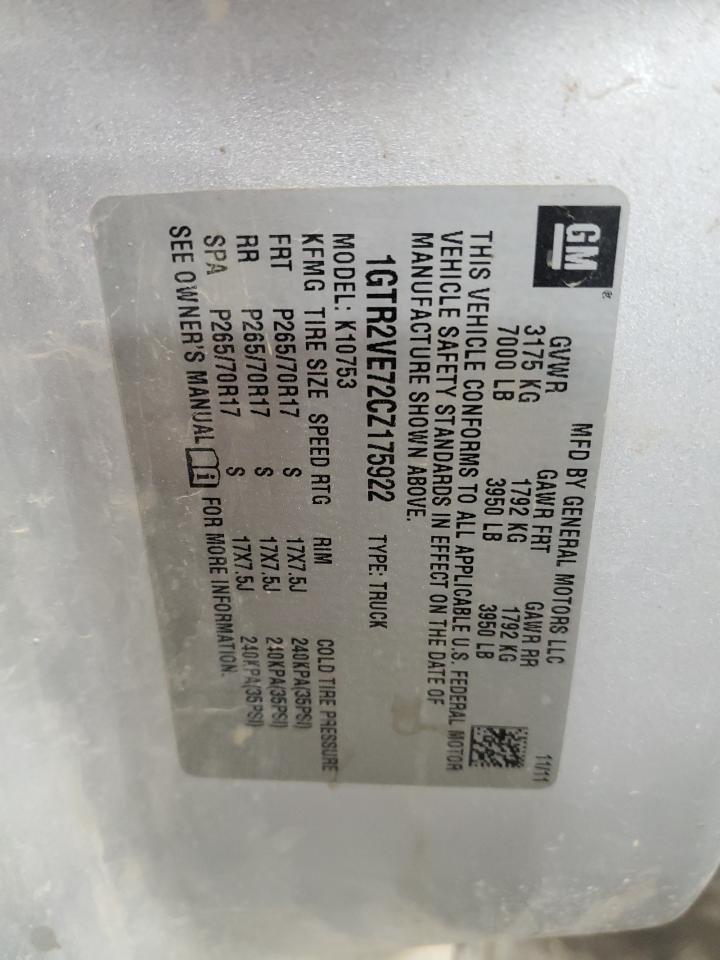 GM®
MFD BY GENERAL MOTORS LLC 11/11
GVWR GAWR FRT GAWR RR
3175 KG 1792 KG 1792 KG
7000 LB 3950 LB 3950 LB
THIS VEHICLE CONFORMS TO ALL APPLICABLE U.S. FEDERAL MOTOR
VEHICLE SAFETY STANDARDS IN EFFECT ON THE DATE OF
MANUFACTURE SHOWN ABOVE.
1GTR2VE72CZ175922 TYPE: TRUCK
MODEL: K10753
KFMG TIRE SIZE SPEED RTG RIM COLD TIRE PRESSURE
FRT P265/70R17 S 17X7.5J 240KPA(35PSI)
RR P265/70R17 S 17X7.5J 240KPA(35PSI)
SPA P265/70R17 S 17X7.5J 240KPA(35PSI)
SEE OWNER'S MANUAL i FOR MORE INFORMATION.